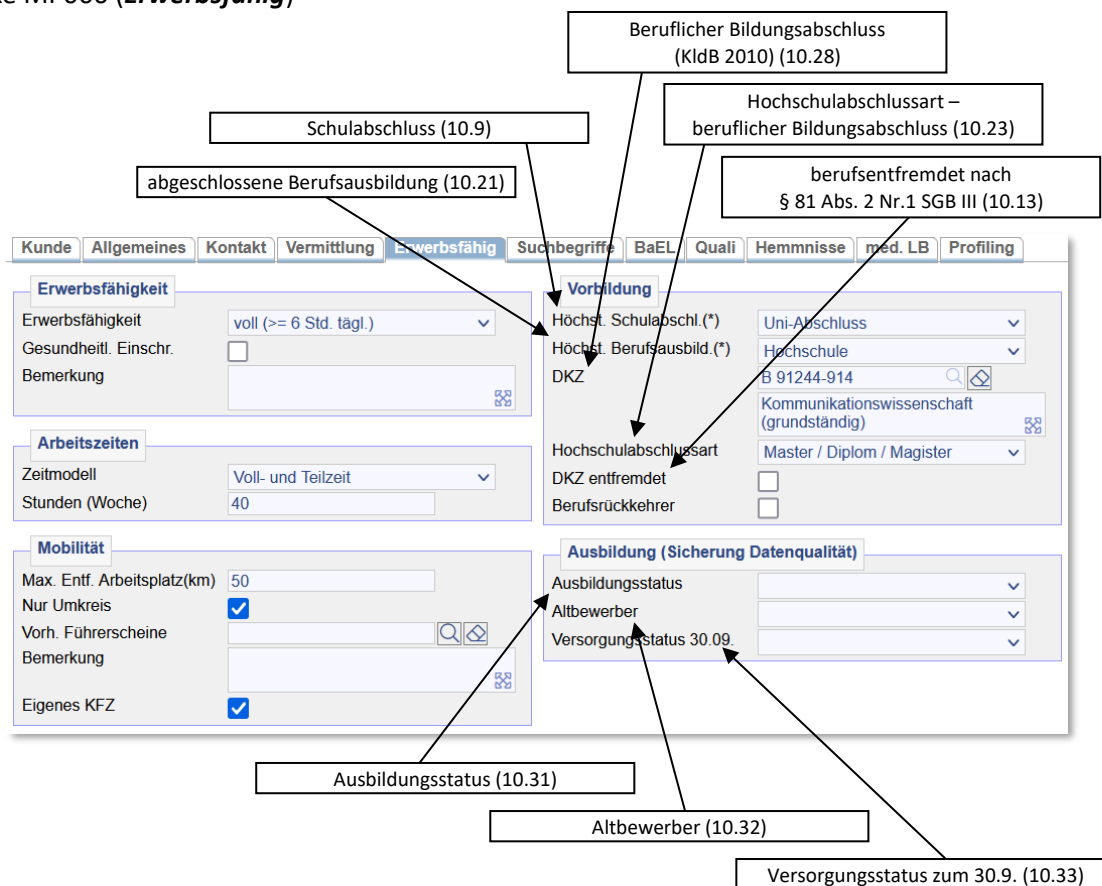 (Erwerbsfähig)
Beruflicher Bildungsabschluss
(KldB 2010) (10.28)
Hochschulabschlussart –
beruflicher Bildungsabschluss (10.23)
Schulabschluss (10.9)
berufsentfremdet nach
§ 81 Abs. 2 Nr.1 SGB III (10.13)
abgeschlossene Berufsausbildung (10.21)
Kunde Allgemeines Kontakt Vermittlung Erwerbsfähig Suchbegriffe BaEL Quali Hemmnisse med. LB Profiling
Erwerbsfähigkeit
Erwerbsfähigkeit voll (>= 6 Std. tägl.)
Gesundheitl. Einschr.
Bemerkung
Arbeitszeiten
Zeitmodell Voll- und Teilzeit
Stunden (Woche) 40
Mobilität
Max. Entf. Arbeitsplatz(km) 50
Nur Umkreis
Vorh. Führerscheine
Bemerkung
Eigenes KFZ
Vorbildung
Höchst. Schulabschl.(*) Uni-Abschluss
Höchst. Berufsausbild.(*) Hochschule
DKZ B 91244-914
Kommunikationswissenschaft
(grundständig)
Hochschulabschlussart Master / Diplom / Magister
DKZ entfremdet
Berufsrückkehrer
Ausbildung (Sicherung Datenqualität)
Ausbildungsstatus
Altbewerber
Versorgungsstatus 30.09.
Ausbildungsstatus (10.31)
Altbewerber (10.32)
Versorgungsstatus zum 30.9. (10.33)